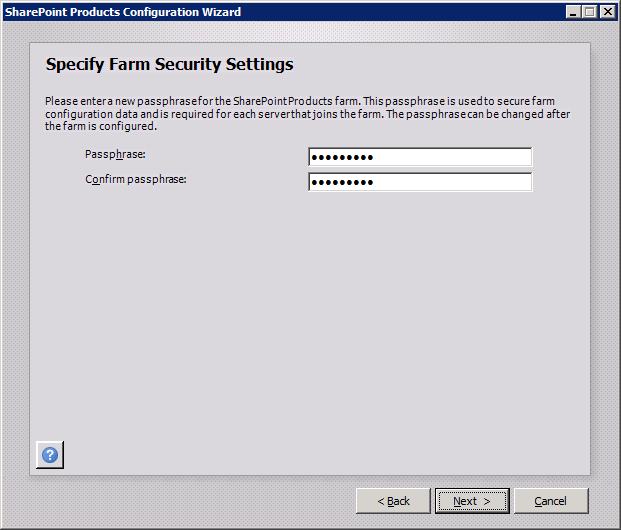 SharePoint Products Configuration Wizard
Specify Farm Security Settings
Please enter a new passphrase for the SharePoint Products farm. This passphrase is used to secure farm
configuration data and is required for each server that joins the farm. The passphrase can be changed after
the farm is configured.
Passphrase: •••••••••
Confirm passphrase: •••••••••
?
< Back Next > Cancel